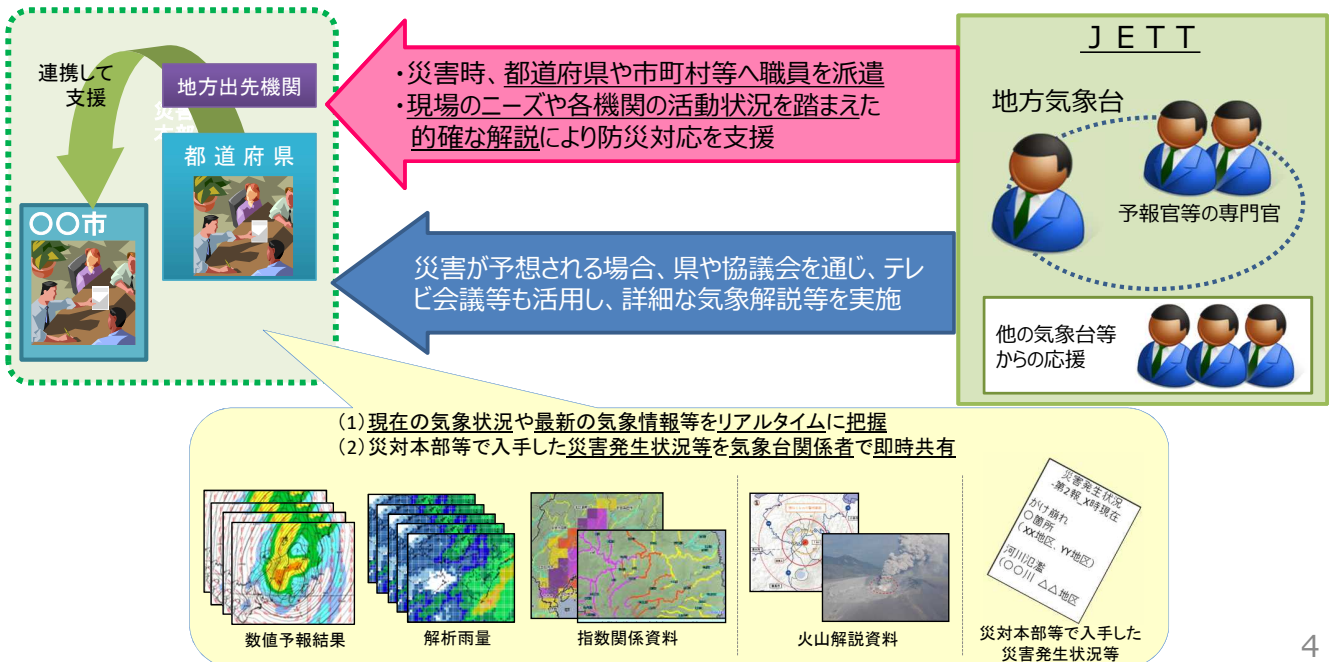 連携して
支援
地方出先機関
都道府県
〇〇市
・災害時、都道府県や市町村等へ職員を派遣
・現場のニーズや各機関の活動状況を踏まえた
的確な解説により防災対応を支援
災害が予想される場合、県や協議会を通じ、テレ
ビ会議等も活用し、詳細な気象解説等を実施
ＪＥＴＴ
地方気象台
予報官等の専門官
他の気象台等
からの応援
(1)現在の気象状況や最新の気象情報等をリアルタイムに把握
(2)災対本部等で入手した災害発生状況等を気象台関係者で即時共有
数値予報結果
解析雨量
指数関係資料
火山解説資料
災害発生状況
-第2報_X時現在
がけ崩れ
〇箇所
(XX地区、YY地区)
河川氾濫
(〇〇川 △△地区
災対本部等で入手した
災害発生状況等
4